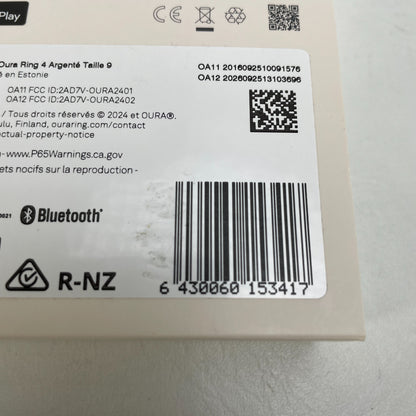 Play
CE
Oura Ring 4 Argenté Taille 9
é en Estonie
OA11 2016092510091576
OA12 2026092513103696
OA11 FCC ID:2AD7V-OURA2401
OA12 FCC ID:2AD7V-OURA2402
/ Tous droits réservés © 2024 et OURA®.
ulu, Finland, ouraring.com/contact
ectual-property-notice
- www.P65Warnings.ca.gov
ets nocifs sur la reproduction -
Bluetooth®
R-NZ
6 430060 153417